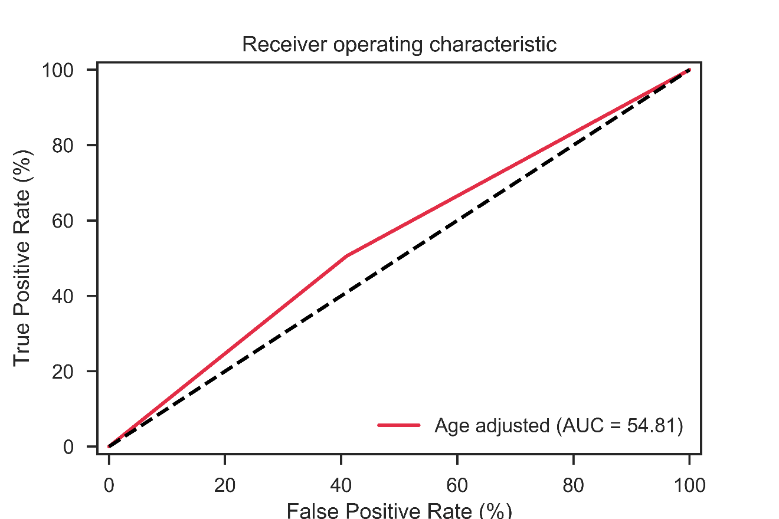 Receiver operating characteristic
100
80
60
40
20
0
True Positive Rate (%)
Age adjusted (AUC = 54.81)
0 20 40 60 80 100
False Positive Rate (%)